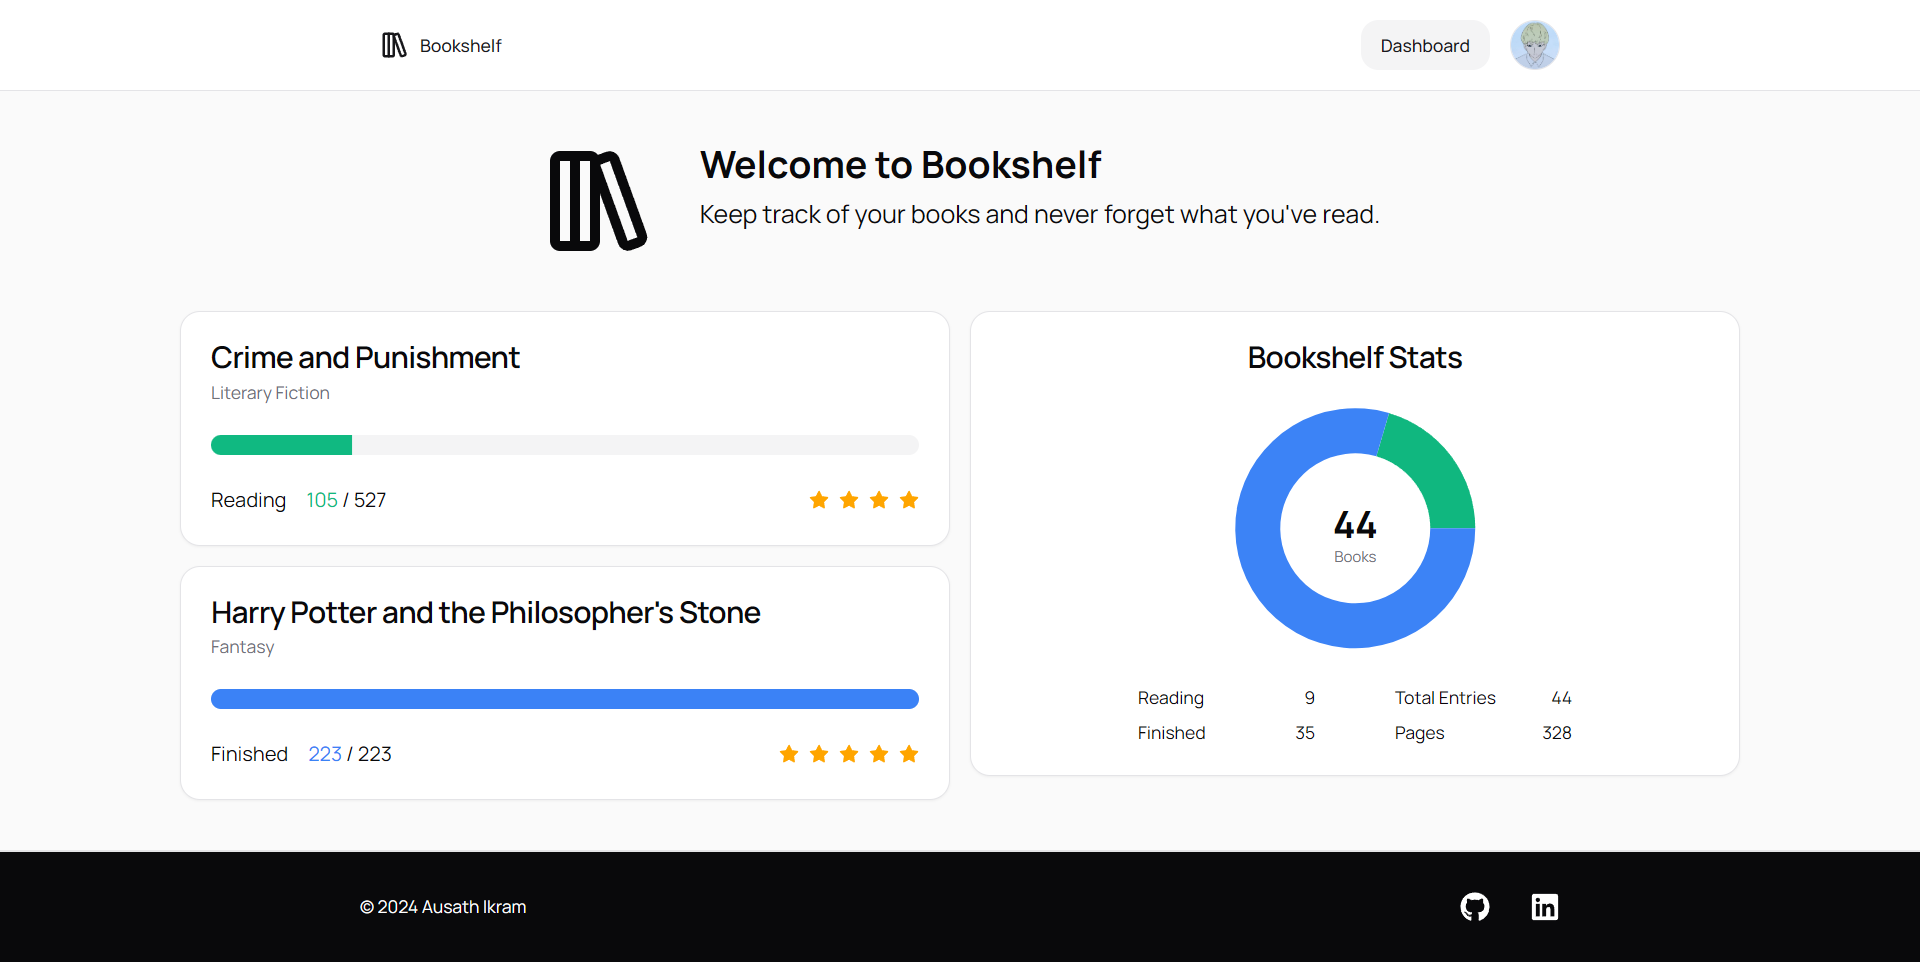 Bookshelf
Dashboard
Welcome to Bookshelf
Keep track of your books and never forget what you've read.
Crime and Punishment
Literary Fiction
Reading 105 / 527
Harry Potter and the Philosopher's Stone
Fantasy
Finished 223 / 223
Bookshelf Stats
44
Books
Reading 9 Total Entries 44
Finished 35 Pages 328
© 2024 Ausath Ikram
in